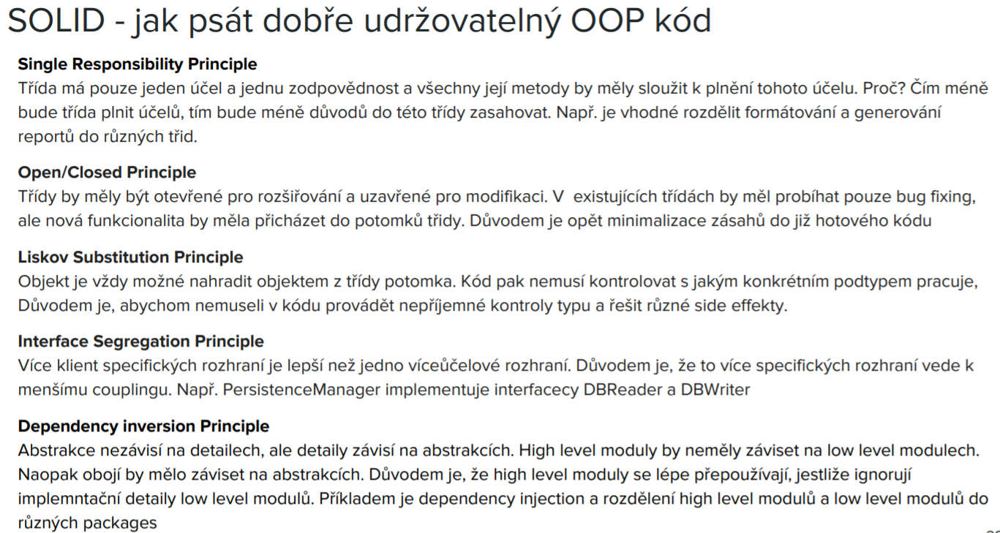 SOLID - jak psát dobře udržovatelný OOP kód
Single Responsibility Principle
Třída má pouze jeden účel a jednu zodpovědnost a všechny její metody by měly sloužit k plnění tohoto účelu. Proč? Čím méně
bude třída plnit účelů, tím bude méně důvodů do této třídy zasahovat. Např. je vhodné rozdělit formátování a generování
reportů do různých třid.
Open/Closed Principle
Třídy by měly být otevřené pro rozšiřování a uzavřené pro modifikaci. V  existujících třídách by měl probíhat pouze bug fixing,
ale nová funkcionalita by měla přicházet do potomků třidy. Důvodem je opět minimalizace zásahů do již hotového kódu
Liskov Substitution Principle
Objekt je vždy možné nahradit objektem z třídy potomka. Kód pak nemusí kontrolovat s jakým konkrétním podtypem pracuje,
Důvodem je, abychom nemuseli v kódu provádět nepříjemné kontroly typu a řešit různé side effekty.
Interface Segregation Principle
Více klient specifických rozhraní je lepší než jedno víceúčelové rozhraní. Důvodem je, že to více specifických rozhraní vede k
menšímu couplingu. Např. PersistenceManager implementuje interfacecy DBReader a DBWriter
Dependency inversion Principle
Abstrakce nezávisí na detailech, ale detaily závisí na abstrakcích. High level moduly by neměly záviset na low level modulech.
Naopak obojí by mělo záviset na abstrakcích. Důvodem je, že high level moduly se lépe přepoužívají, jestliže ignorují
implemntační detaily low level modulů. Příkladem je dependency injection a rozdělení high level modulů a low level modulů do
různých packages